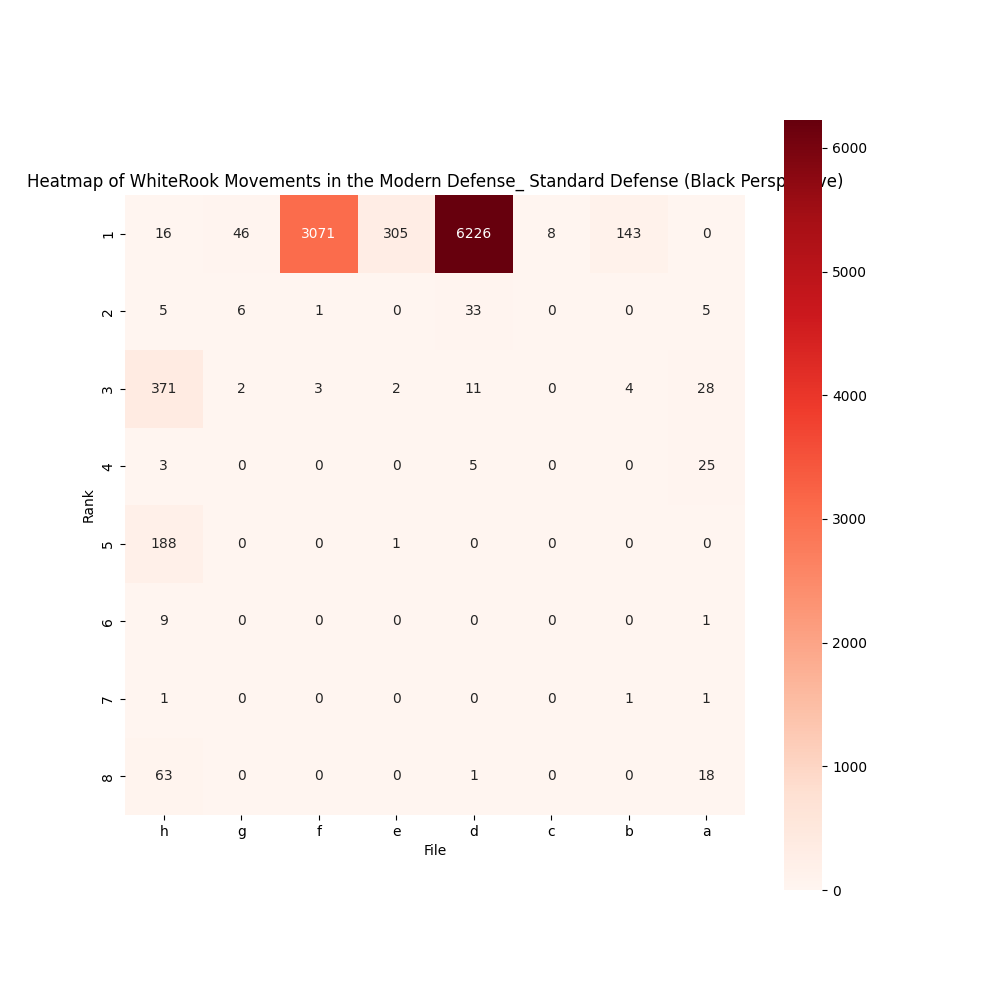 Heatmap of WhiteRook Movements in the Modern Defense_ Standard Defense (Black Perspective)
1 16 46 3071 305 6226 8 143 0
2 5 6 1 0 33 0 0 5
3 371 2 3 2 11 0 4 28
4 3 0 0 0 5 0 0 25
5 188 0 0 1 0 0 0 0
6 9 0 0 0 0 0 0 1
7 1 0 0 0 0 0 1 1
8 63 0 0 0 1 0 0 18
h g f e d c b a
File
Rank
6000
5000
4000
3000
2000
1000
0